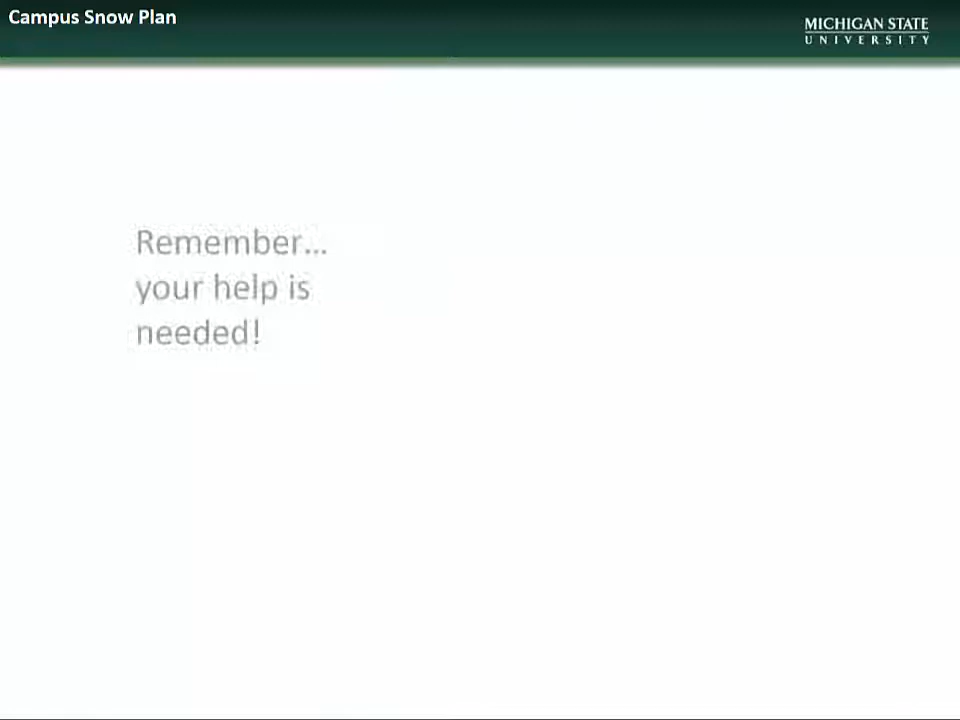 Campus Snow Plan
MICHIGAN STATE
UNIVERSITY
Remember...
your help is
needed!